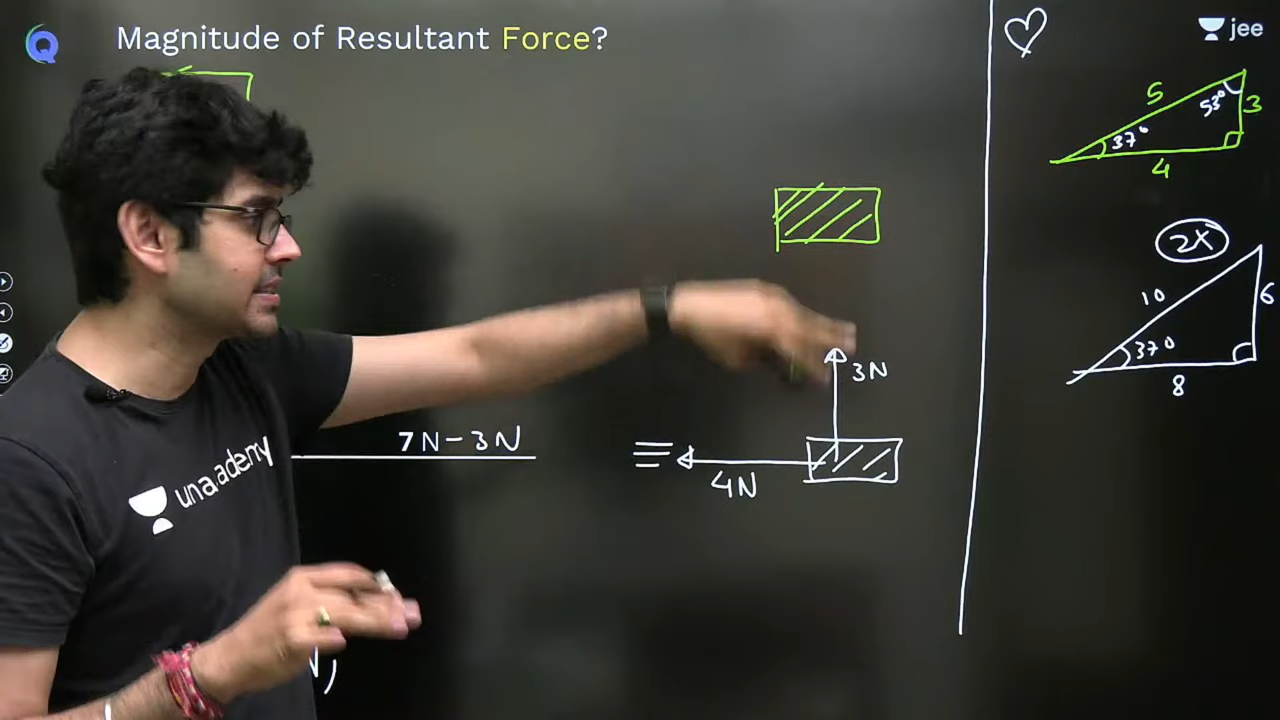 Magnitude of Resultant Force?
jee
5
53°
3
37°
4
2X
10
6
37°
8
3N
7N - 3N
4N
unacademy
N,